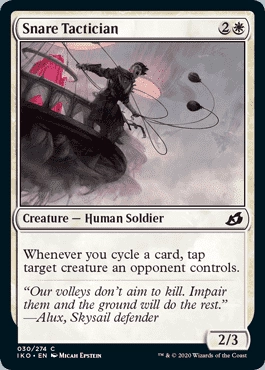 Snare Tactician 2
Creature — Human Soldier
Whenever you cycle a card, tap
target creature an opponent controls.
“Our volleys don’t aim to kill. Impair
them and the ground will do the rest.”
—Alux, Skysail defender
2/3
030/274 C
IKO • EN Micah Epstein
™ & © 2020 Wizards of the Coast